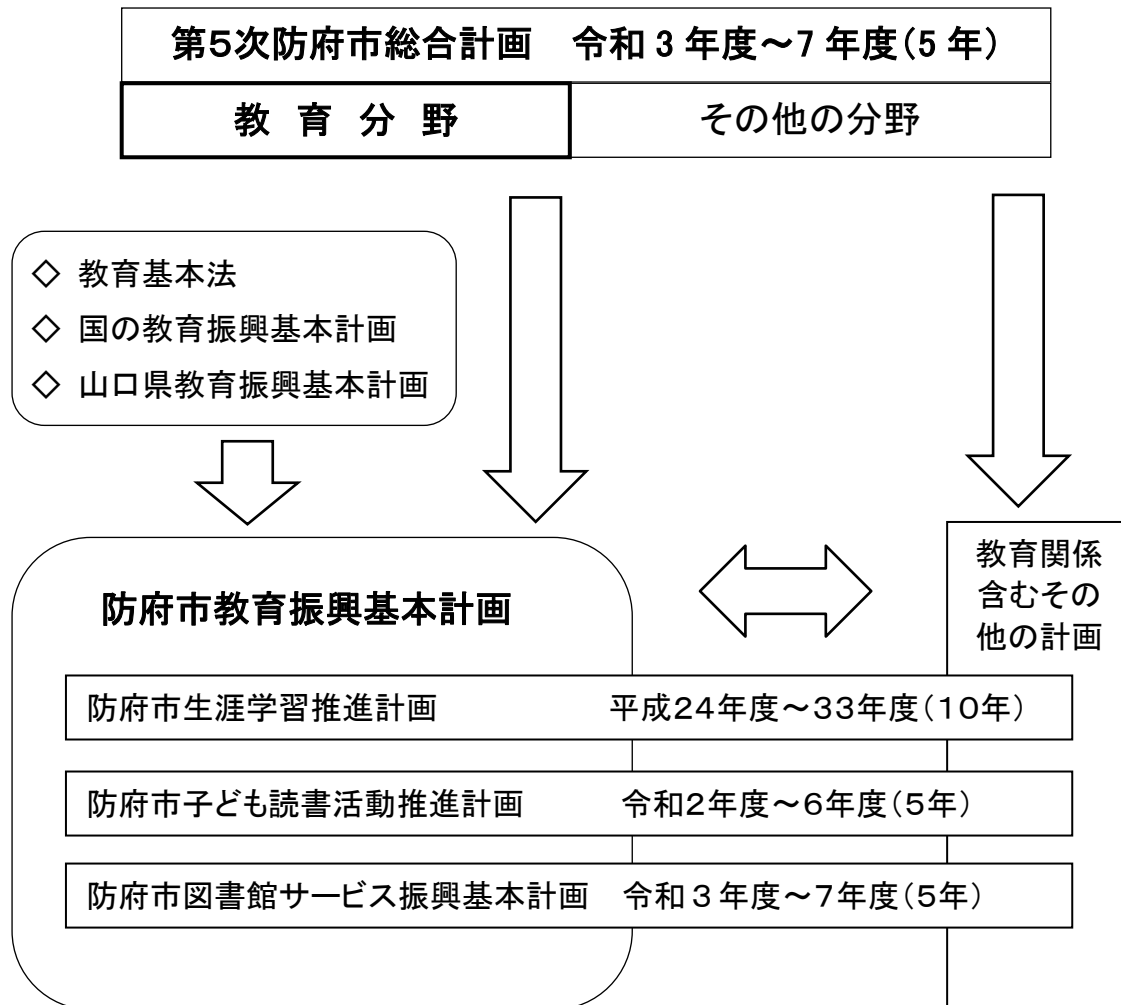 第5次防府市総合計画　令和3年度～7年度(5年)
教 育 分 野
その他の分野
◇ 教育基本法
◇ 国の教育振興基本計画
◇ 山口県教育振興基本計画
防府市教育振興基本計画
教育関係
含むその
他の計画
防府市生涯学習推進計画　平成24年度～33年度(10年)
防府市子ども読書活動推進計画　令和2年度～6年度(5年)
防府市図書館サービス振興基本計画　令和3年度～7年度(5年)